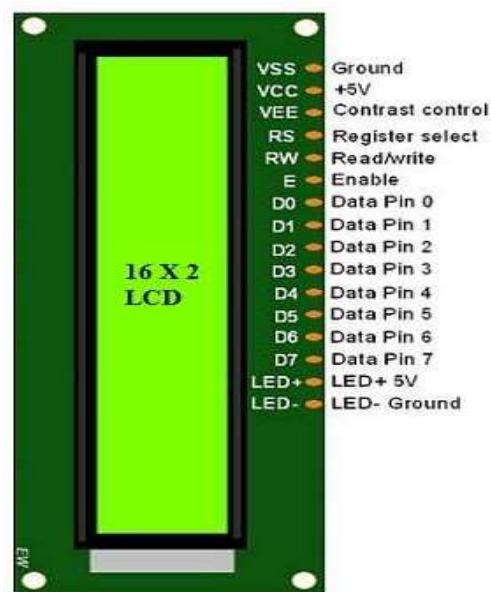 VSS Ground
VCC +5V
VEE Contrast control
RS Register select
RW Read/write
E Enable
D0 Data Pin 0
D1 Data Pin 1
D2 Data Pin 2
D3 Data Pin 3
D4 Data Pin 4
D5 Data Pin 5
D6 Data Pin 6
D7 Data Pin 7
LED+ LED+ 5V
LED- LED- Ground
16 X 2
LCD
EW